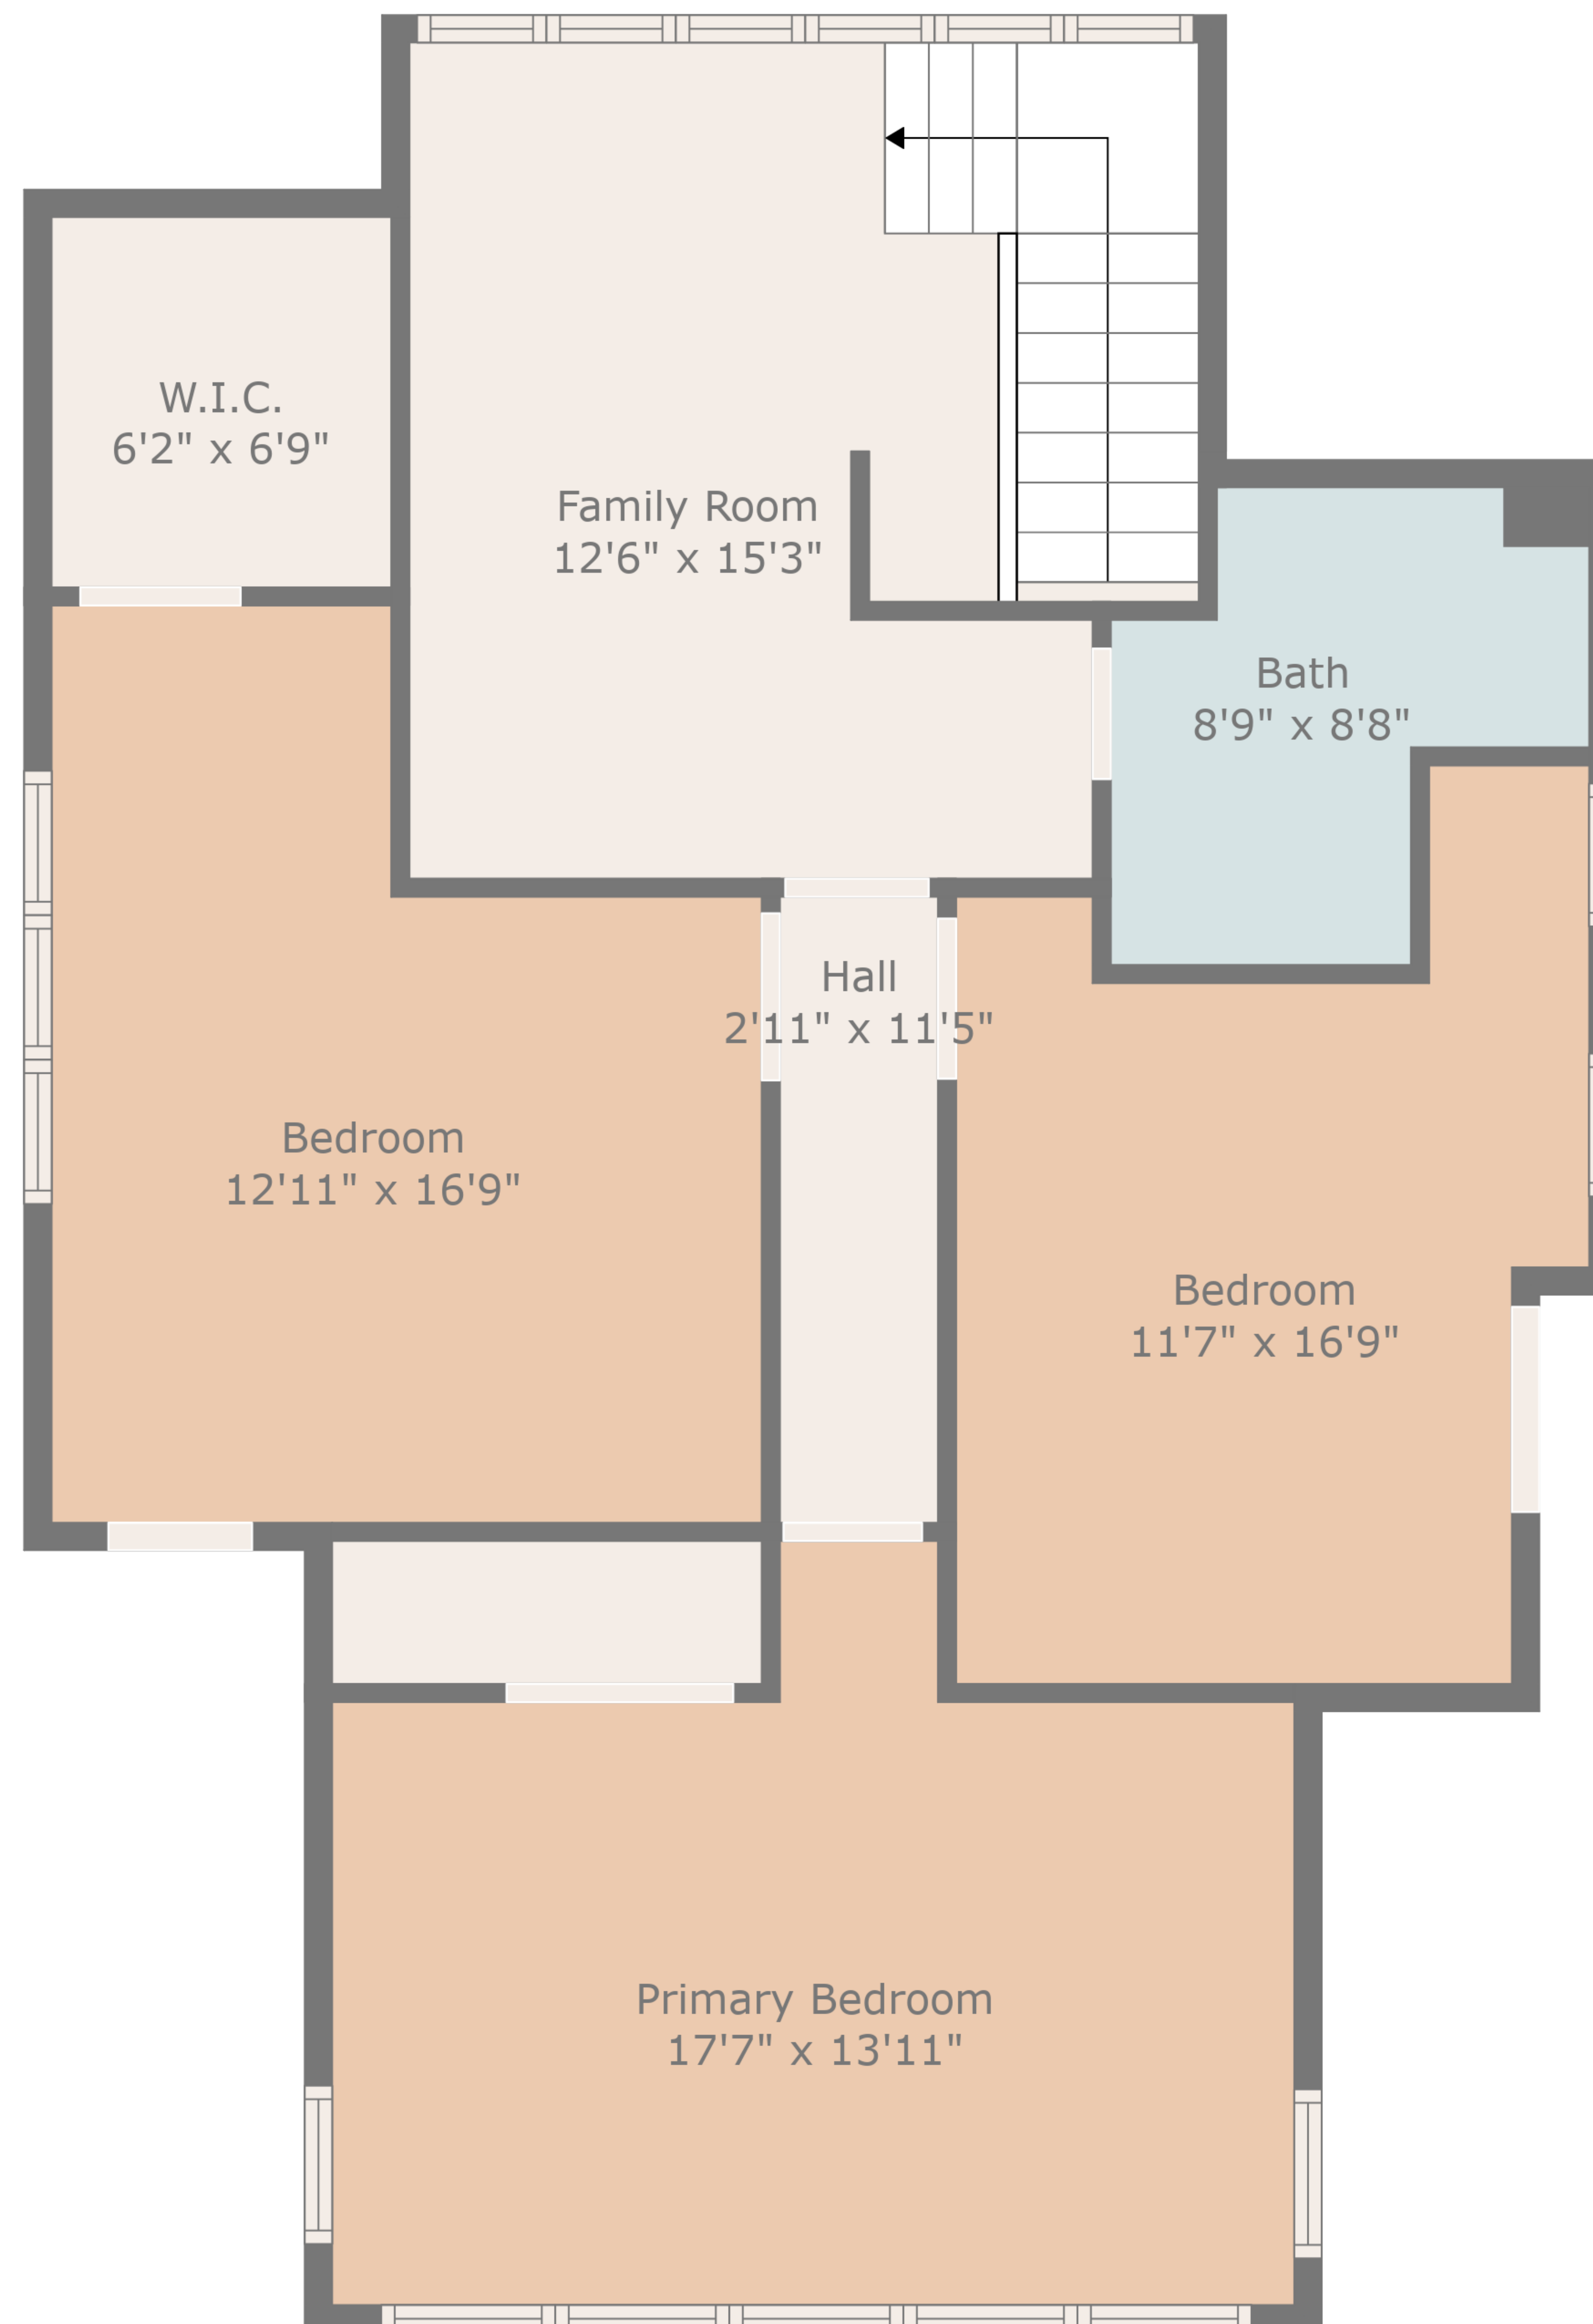 W.I.C.
6'2" x 6'9"
Family Room
12'6" x 15'3"
Bath
8'9" x 8'8"
Hall
2'11" x 11'5"
Bedroom
12'11" x 16'9"
Bedroom
11'7" x 16'9"
Primary Bedroom
17'7" x 13'11"